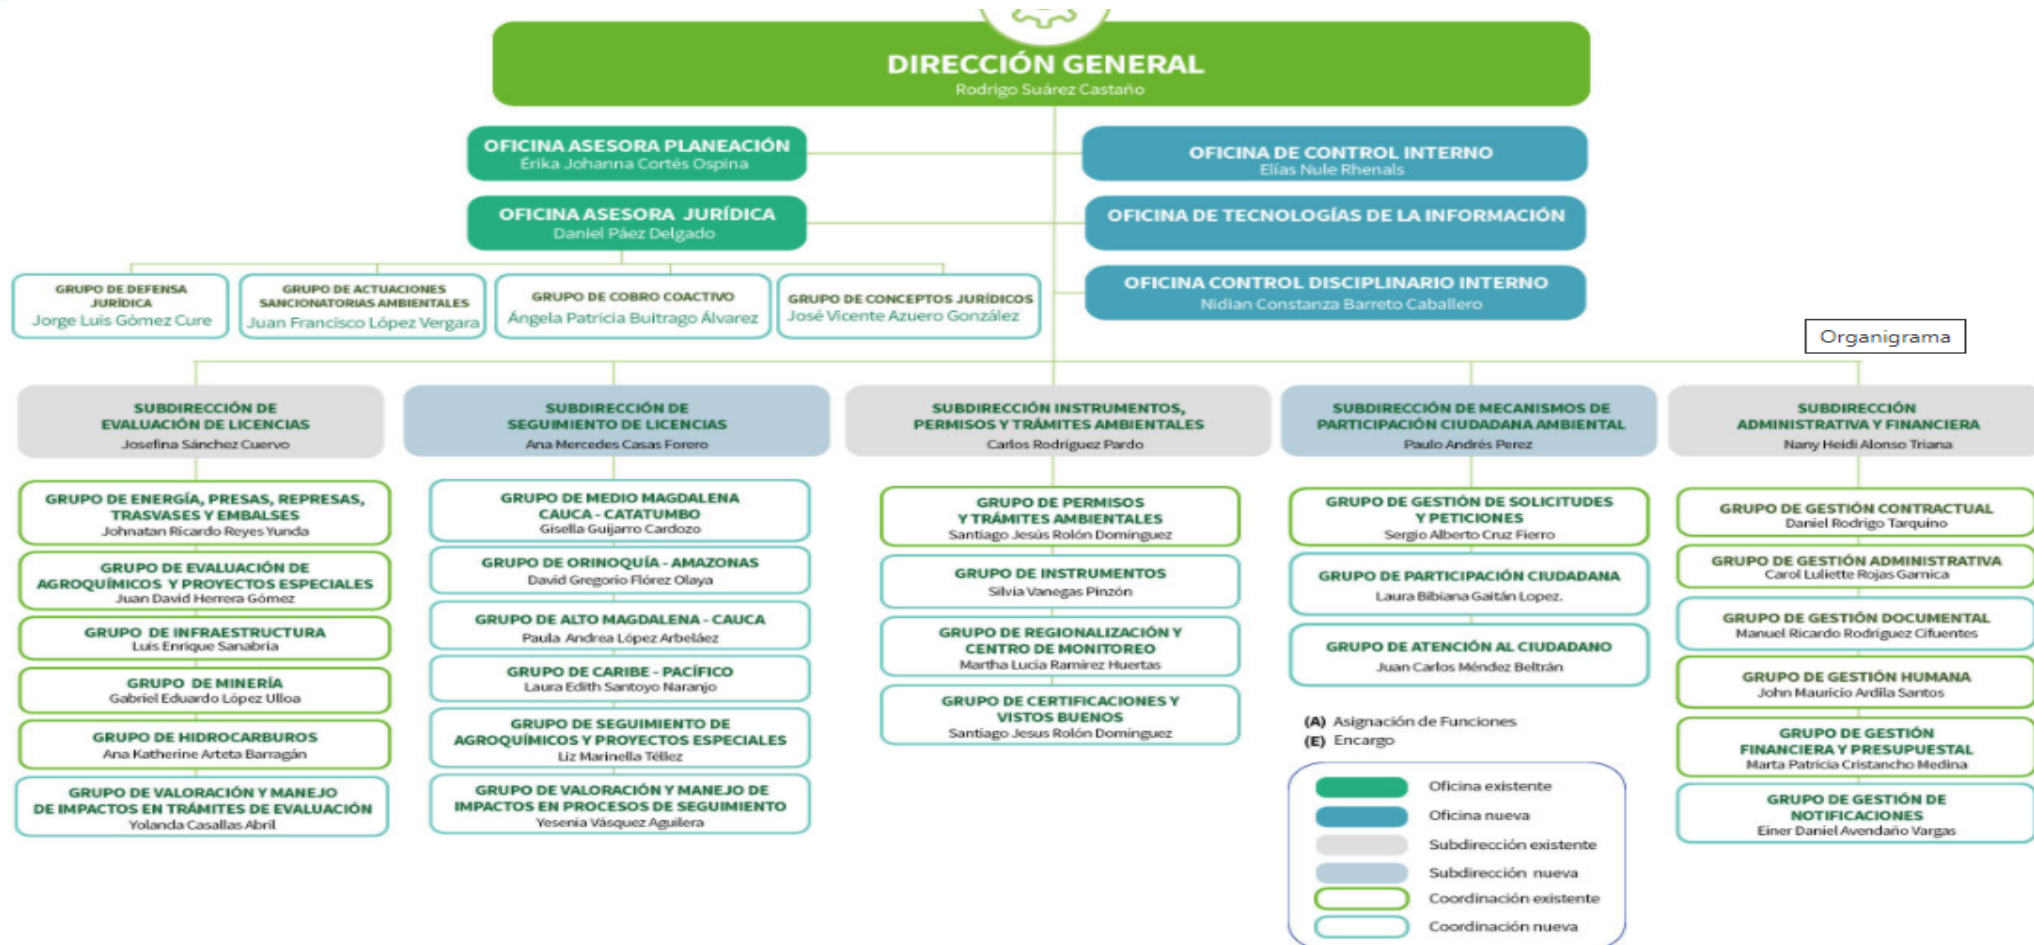 DIRECCIÓN GENERAL
Rodrigo Suárez Castaño
OFICINA ASESORA PLANEACIÓN
Érika Johanna Cortés Ospina
OFICINA DE CONTROL INTERNO
Elías Nule Rhenals
OFICINA ASESORA JURÍDICA
Daniel Páez Delgado
OFICINA DE TECNOLOGÍAS DE LA INFORMACIÓN
OFICINA CONTROL DISCIPLINARIO INTERNO
Nidian Constanza Barreto Caballero
GRUPO DE DEFENSA
JURÍDICA
Jorge Luis Gómez Cure
GRUPO DE ACTUACIONES
SANCIONATORIAS AMBIENTALES
Juan Francisco López Vergara
GRUPO DE COBRO COACTIVO
Ángela Patricia Buitrago Álvarez
GRUPO DE CONCEPTOS JURÍDICOS
José Vicente Azuero González
Organigrama
SUBDIRECCIÓN DE
EVALUACIÓN DE LICENCIAS
Josefina Sánchez Cuervo
GRUPO DE ENERGÍA, PRESAS, REPRESAS,
TRASVASES Y EMBALSES
Johnatan Ricardo Reyes Yunda
GRUPO DE EVALUACIÓN DE
AGROQUÍMICOS Y PROYECTOS ESPECIALES
Juan David Herrera Gómez
GRUPO DE INFRAESTRUCTURA
Luis Enrique Sanabria
GRUPO DE MINERÍA
Gabriel Eduardo López Ulloa
GRUPO DE HIDROCARBUROS
Ana Katherine Arteta Barragán
GRUPO DE VALORACIÓN Y MANEJO
DE IMPACTOS EN TRÁMITES DE EVALUACIÓN
Yolanda Casallas Abril
SUBDIRECCIÓN DE
SEGUIMIENTO DE LICENCIAS
Ana Mercedes Casas Forero
GRUPO DE MEDIO MAGDALENA
CAUCA - CATATUMBO
Gisella Guijarro Cardozo
GRUPO DE ORINOQUÍA - AMAZONAS
David Gregorio Flórez Olaya
GRUPO DE ALTO MAGDALENA - CAUCA
Paula Andrea López Arbeláez
GRUPO DE CARIBE - PACÍFICO
Laura Edith Santoyo Naranjo
GRUPO DE SEGUIMIENTO DE
AGROQUÍMICOS Y PROYECTOS ESPECIALES
Liz Marinella Téllez
GRUPO DE VALORACIÓN Y MANEJO DE
IMPACTOS EN PROCESOS DE SEGUIMIENTO
Yesenia Vásquez Aguilera
SUBDIRECCIÓN INSTRUMENTOS,
PERMISOS Y TRÁMITES AMBIENTALES
Carlos Rodríguez Pardo
GRUPO DE PERMISOS
Y TRÁMITES AMBIENTALES
Santiago Jesús Rolón Domínguez
GRUPO DE INSTRUMENTOS
Silvia Vanegas Pinzón
GRUPO DE REGIONALIZACIÓN Y
CENTRO DE MONITOREO
Martha Lucía Ramírez Huertas
GRUPO DE CERTIFICACIONES Y
VISTOS BUENOS
Santiago Jesus Rolón Domínguez
SUBDIRECCIÓN DE MECANISMOS DE
PARTICIPACIÓN CIUDADANA AMBIENTAL
Paulo Andrés Perez
GRUPO DE GESTIÓN DE SOLICITUDES
Y PETICIONES
Sergio Alberto Cruz Fierro
GRUPO DE PARTICIPACIÓN CIUDADANA
Laura Bibiana Gaitán Lopez.
GRUPO DE ATENCIÓN AL CIUDADANO
Juan Carlos Méndez Beltrán
SUBDIRECCIÓN
ADMINISTRATIVA Y FINANCIERA
Nany Heidi Alonso Triana
GRUPO DE GESTIÓN CONTRACTUAL
Daniel Rodrigo Tarquino
GRUPO DE GESTIÓN ADMINISTRATIVA
Carol Luliette Rojas Garnica
GRUPO DE GESTIÓN DOCUMENTAL
Manuel Ricardo Rodríguez Cifuentes
GRUPO DE GESTIÓN HUMANA
John Mauricio Ardila Santos
GRUPO DE GESTIÓN
FINANCIERA Y PRESUPUESTAL
Marta Patricia Cristancho Medina
GRUPO DE GESTIÓN DE
NOTIFICACIONES
Einer Daniel Avendaño Vargas
(A) Asignación de Funciones
(E) Encargo
Oficina existente
Oficina nueva
Subdirección existente
Subdirección nueva
Coordinación existente
Coordinación nueva